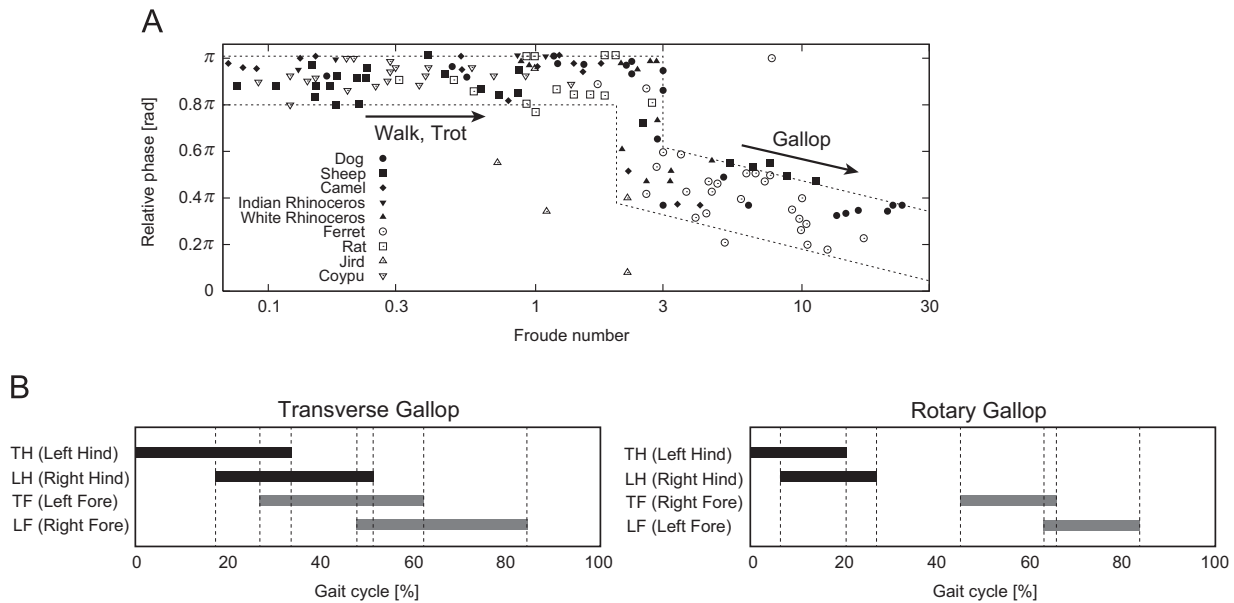 A
π
0.8π
0.6π
0.4π
0.2π
0
Relative phase [rad]
Walk, Trot
Gallop
Dog
Sheep
Camel
Indian Rhinoceros
White Rhinoceros
Ferret
Rat
Jird
Coypu
0.1 0.3 1 3 10 30
Froude number
B
Transverse Gallop
TH (Left Hind)
LH (Right Hind)
TF (Left Fore)
LF (Right Fore)
0 20 40 60 80 100
Gait cycle [%]
Rotary Gallop
TH (Left Hind)
LH (Right Hind)
TF (Right Fore)
LF (Left Fore)
0 20 40 60 80 100
Gait cycle [%]